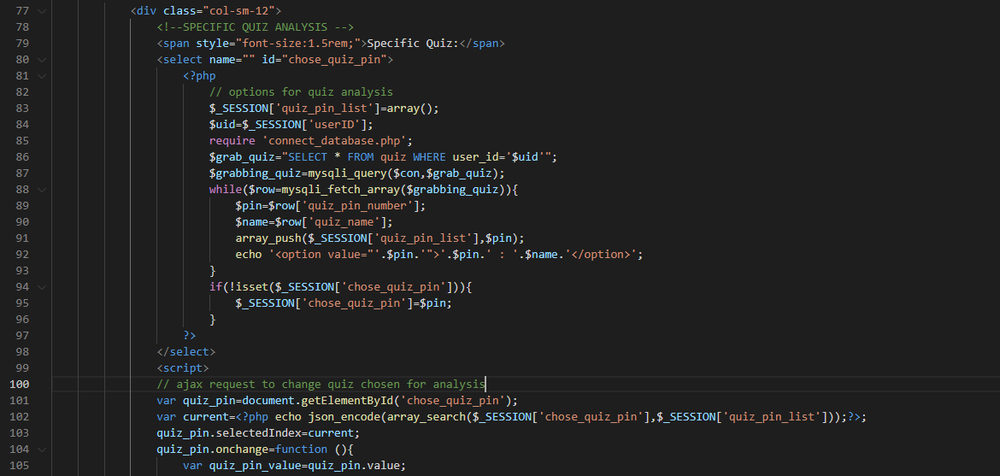 77 <div class="col-sm-12">
78 <!--SPECIFIC QUIZ ANALYSIS -->
79 <span style="font-size:1.5rem;">Specific Quiz:</span>
80 <select name="" id="chose_quiz_pin">
81 <?php
82 // options for quiz analysis
83 $_SESSION['quiz_pin_list']=array();
84 $uid=$_SESSION['userID'];
85 require 'connect_database.php';
86 $grab_quiz="SELECT * FROM quiz WHERE user_id='$uid'";
87 $grabbing_quiz=mysqli_query($con,$grab_quiz);
88 while($row=mysqli_fetch_array($grabbing_quiz)){
89 $pin=$row['quiz_pin_number'];
90 $name=$row['quiz_name'];
91 array_push($_SESSION['quiz_pin_list'],$pin);
92 echo '<option value="'.$pin.'">'.$pin.' : '.$name.'</option>';
93 }
94 if(!isset($_SESSION['chose_quiz_pin'])){
95 $_SESSION['chose_quiz_pin']=$pin;
96 }
97 ?>
98 </select>
99 <script>
100 // ajax request to change quiz chosen for analysis
101 var quiz_pin=document.getElementById('chose_quiz_pin');
102 var current=<?php echo json_encode(array_search($_SESSION['chose_quiz_pin'],$_SESSION['quiz_pin_list']));?>;
103 quiz_pin.selectedIndex=current;
104 quiz_pin.onchange=function (){
105 var quiz_pin_value=quiz_pin.value;